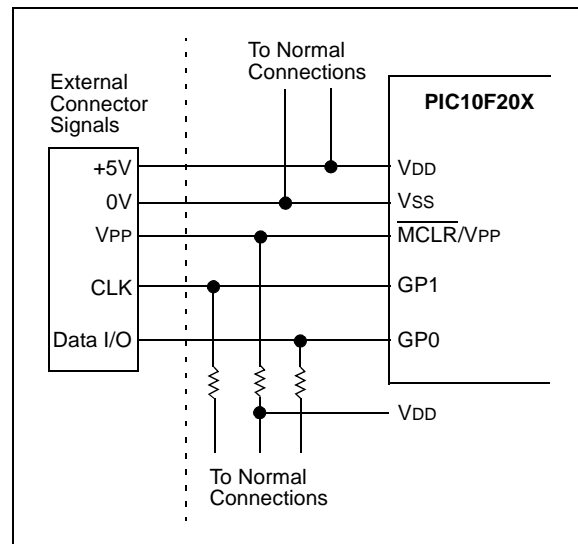 To Normal
Connections
External
Connector
Signals
PIC10F20X
+5V
VDD
0V
VSS
VPP
MCLR/VPP
CLK
GP1
Data I/O
GP0
VDD
To Normal
Connections